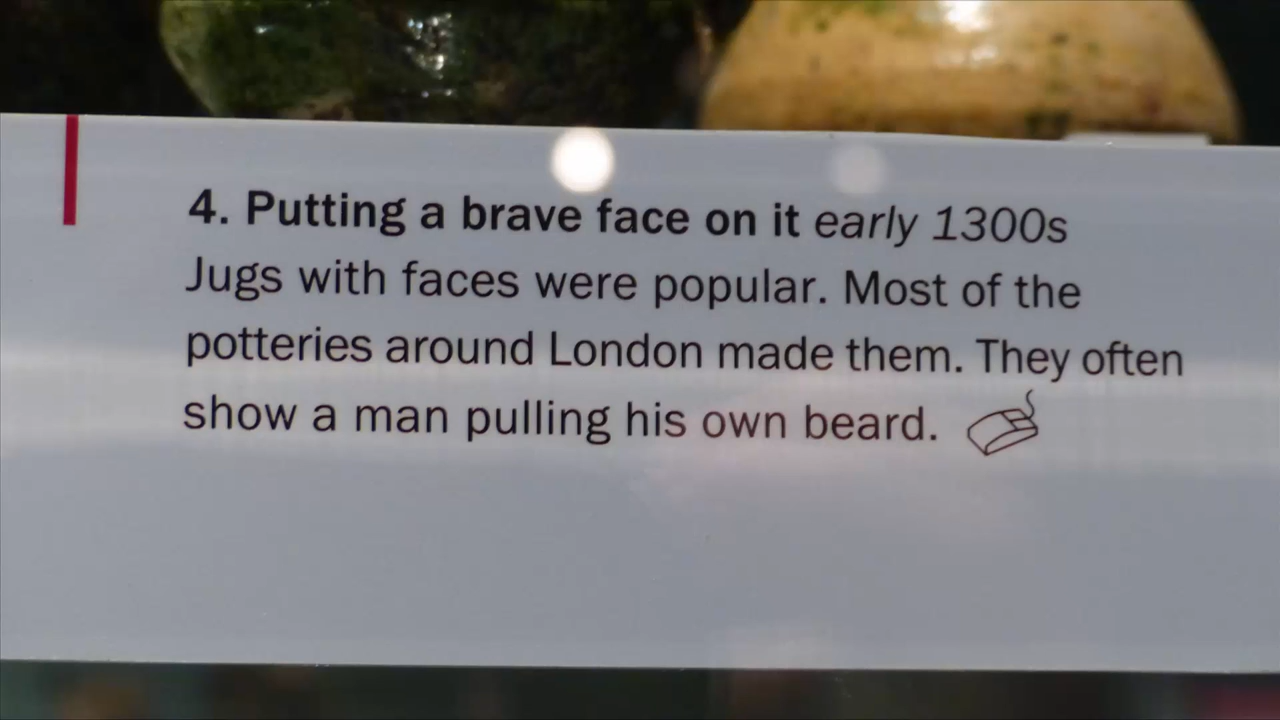 4. Putting a brave face on it early 1300s
Jugs with faces were popular. Most of the
potteries around London made them. They often
show a man pulling his own beard.